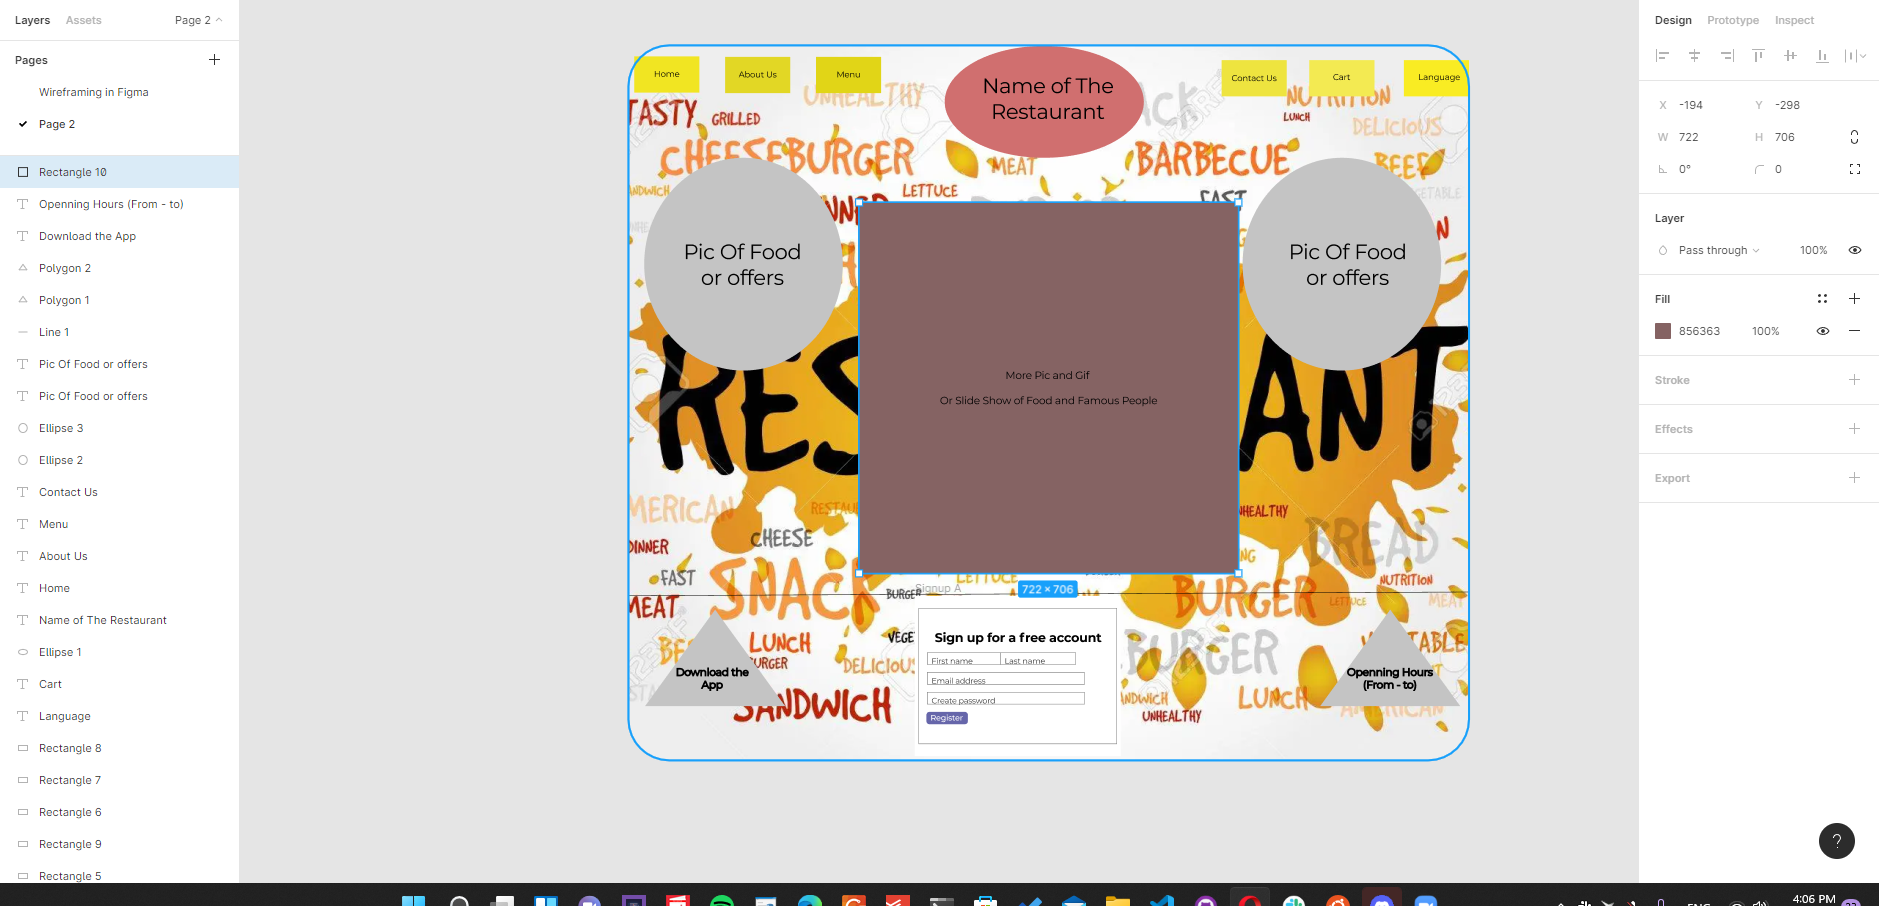 Layers
Assets
Page 2
Pages
Wireframing in Figma
Page 2
Rectangle 10
Openning Hours (From - to)
Download the App
Polygon 2
Polygon 1
Line 1
Pic Of Food or offers
Pic Of Food or offers
Ellipse 3
Ellipse 2
Contact Us
Menu
About Us
Home
Name of The Restaurant
Ellipse 1
Cart
Language
Rectangle 8
Rectangle 7
Rectangle 6
Rectangle 9
Rectangle 5
Home
About Us
Menu
Name of The
Restaurant
Contact Us
Cart
Language
UNHEALTHY
NUTRITION
TASTY
GRILLED
LUNCH
DELICIOUS
CHEESEBURGER
MEAT
BARBECUE
BEEF
LETTUCE
FAST
Pic Of Food
or offers
Pic Of Food
or offers
More Pic and Gif
Or Slide Show of Food and Famous People
RES
ANT
MERICAN
CHEESE
DINNER
FAST
SNACK
BREAD
NUTRITION
LETTUCE
BURGER
BURGER
MEAT
LETTUCE
MEAT
Signup A
722 × 706
Sign up for a free account
First name
Last name
Email address
Create password
Register
LUNCH
BURGER
DELICIOUS
SANDWICH
Download the
App
BURGER
LUNCH
UNHEALTHY
AMERICAN
Openning Hours
(From - to)
Design
Prototype
Inspect
X -194
Y -298
W 722
H 706
0°
0
Layer
Pass through
100%
Fill
856363
100%
Stroke
Effects
Export
?
4:06 PM